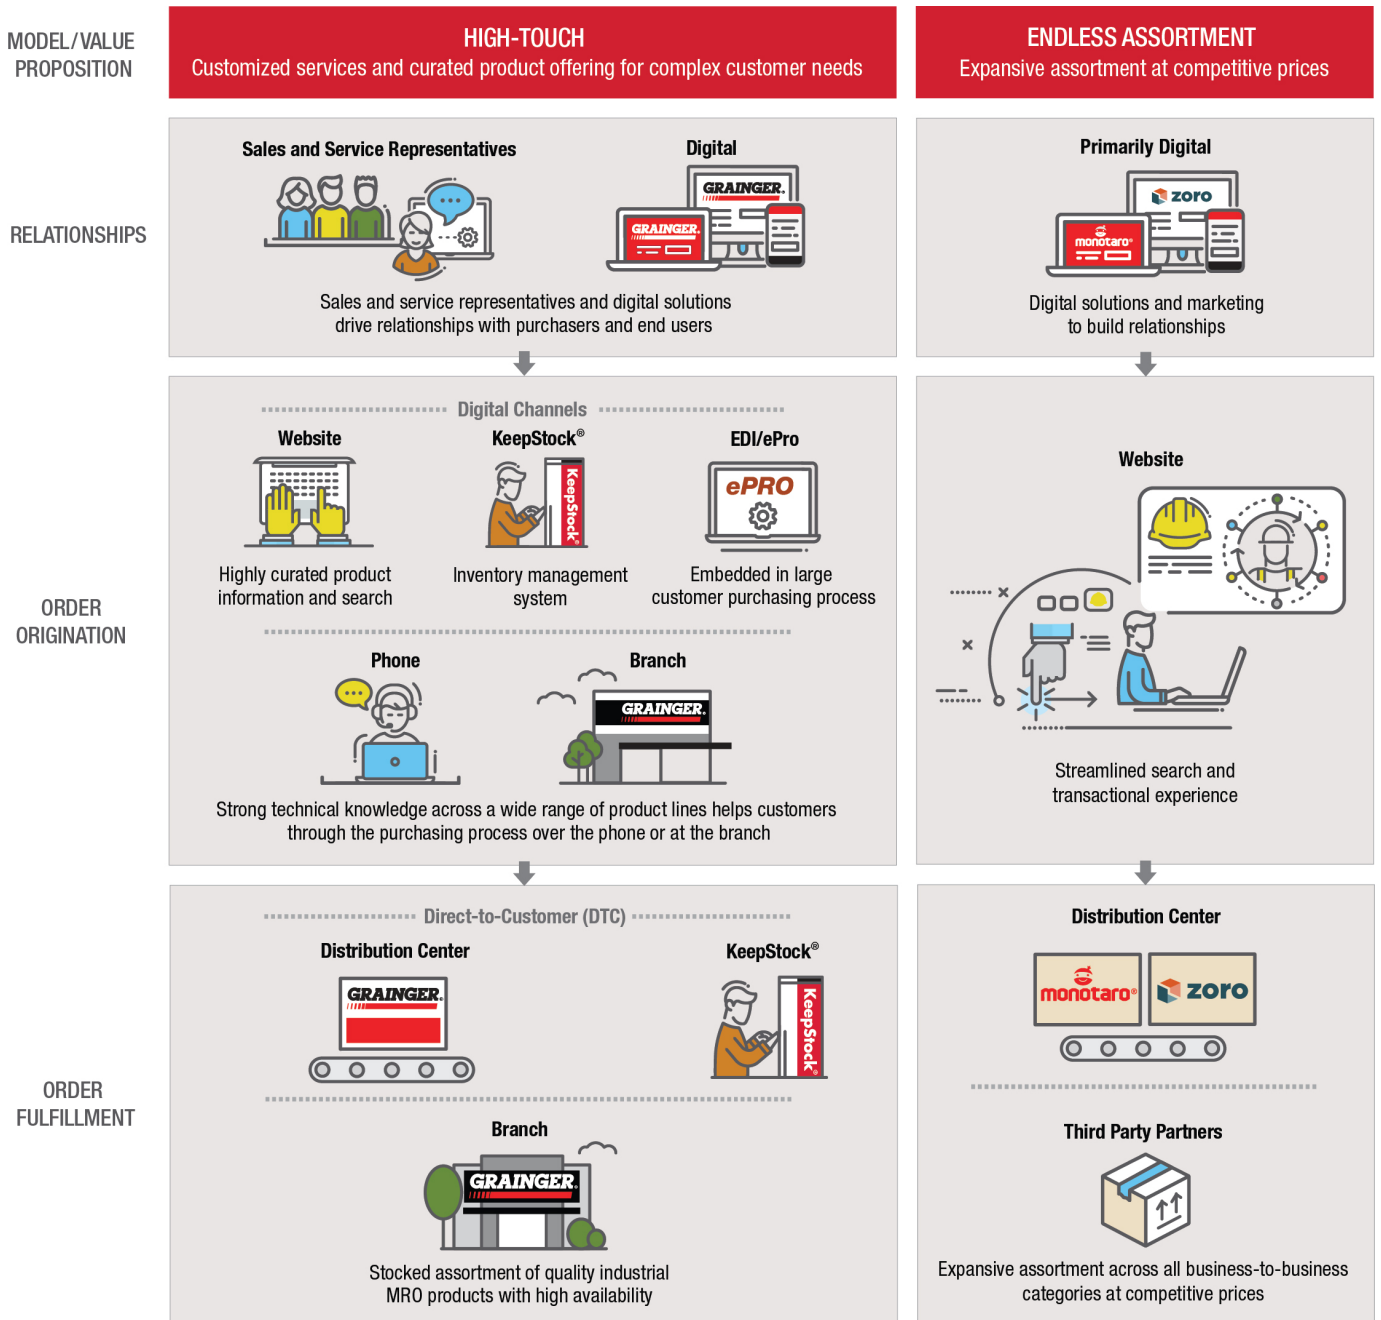 MODEL/VALUE
PROPOSITION
HIGH-TOUCH
Customized services and curated product offering for complex customer needs
ENDLESS ASSORTMENT
Expansive assortment at competitive prices
RELATIONSHIPS
Sales and Service Representatives
Digital
GRAINGER.
GRAINGER.
Sales and service representatives and digital solutions
drive relationships with purchasers and end users
Primarily Digital
zoro
monotaro®
Digital solutions and marketing
to build relationships
ORDER
ORIGINATION
Digital Channels
Website
KeepStock®
EDI/ePro
KeepStock®
ePRO
Highly curated product
information and search
Inventory management
system
Embedded in large
customer purchasing process
Phone
Branch
GRAINGER.
Strong technical knowledge across a wide range of product lines helps customers
through the purchasing process over the phone or at the branch
Website
Streamlined search and
transactional experience
ORDER
FULFILLMENT
Direct-to-Customer (DTC)
Distribution Center
KeepStock®
GRAINGER.
KeepStock®
Branch
GRAINGER.
Stocked assortment of quality industrial
MRO products with high availability
Distribution Center
monotaro®
zoro
Third Party Partners
Expansive assortment across all business-to-business
categories at competitive prices